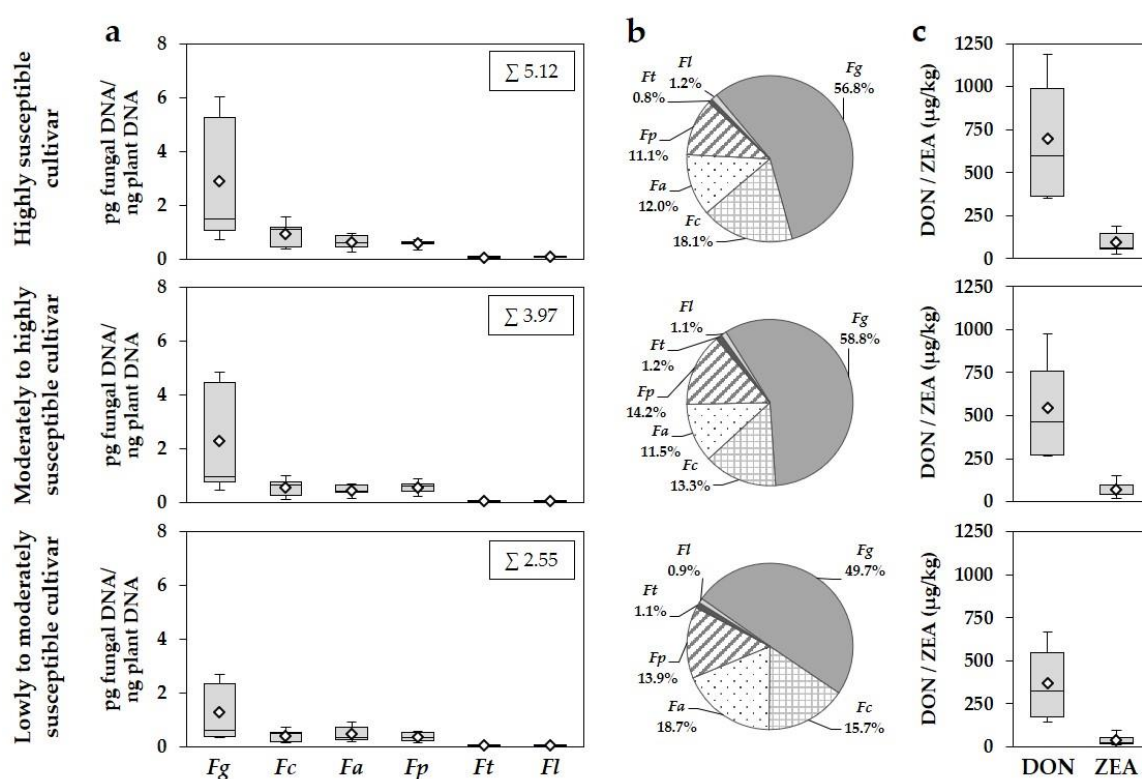 a
b
c
Highly susceptible
cultivar
pg fungal DNA/
ng plant DNA
8
6
4
2
0
∑ 5.12
Fl
1.2%
Ft
0.8%
Fp
11.1%
Fa
12.0%
Fc
18.1%
Fg
56.8%
DON / ZEA (µg/kg)
1250
1000
750
500
250
0
Moderately to highly
susceptible cultivar
pg fungal DNA/
ng plant DNA
8
6
4
2
0
∑ 3.97
Fl
1.1%
Ft
1.2%
Fp
14.2%
Fa
11.5%
Fc
13.3%
Fg
58.8%
DON / ZEA (µg/kg)
1250
1000
750
500
250
0
Lowly to moderately
susceptible cultivar
pg fungal DNA/
ng plant DNA
8
6
4
2
0
∑ 2.55
Fl
0.9%
Ft
1.1%
Fp
13.9%
Fa
18.7%
Fc
15.7%
Fg
49.7%
DON / ZEA (µg/kg)
1250
1000
750
500
250
0
Fg Fc Fa Fp Ft Fl
DON ZEA